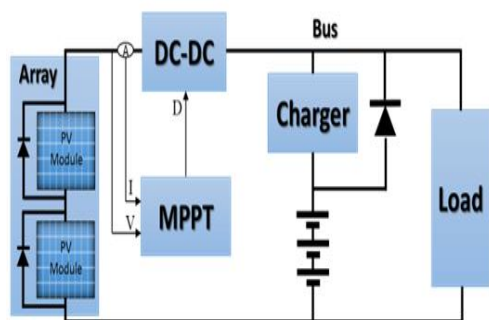 Array
PV
Module
PV
Module
A
DC-DC
D
I
V
MPPT
Bus
Charger
Load